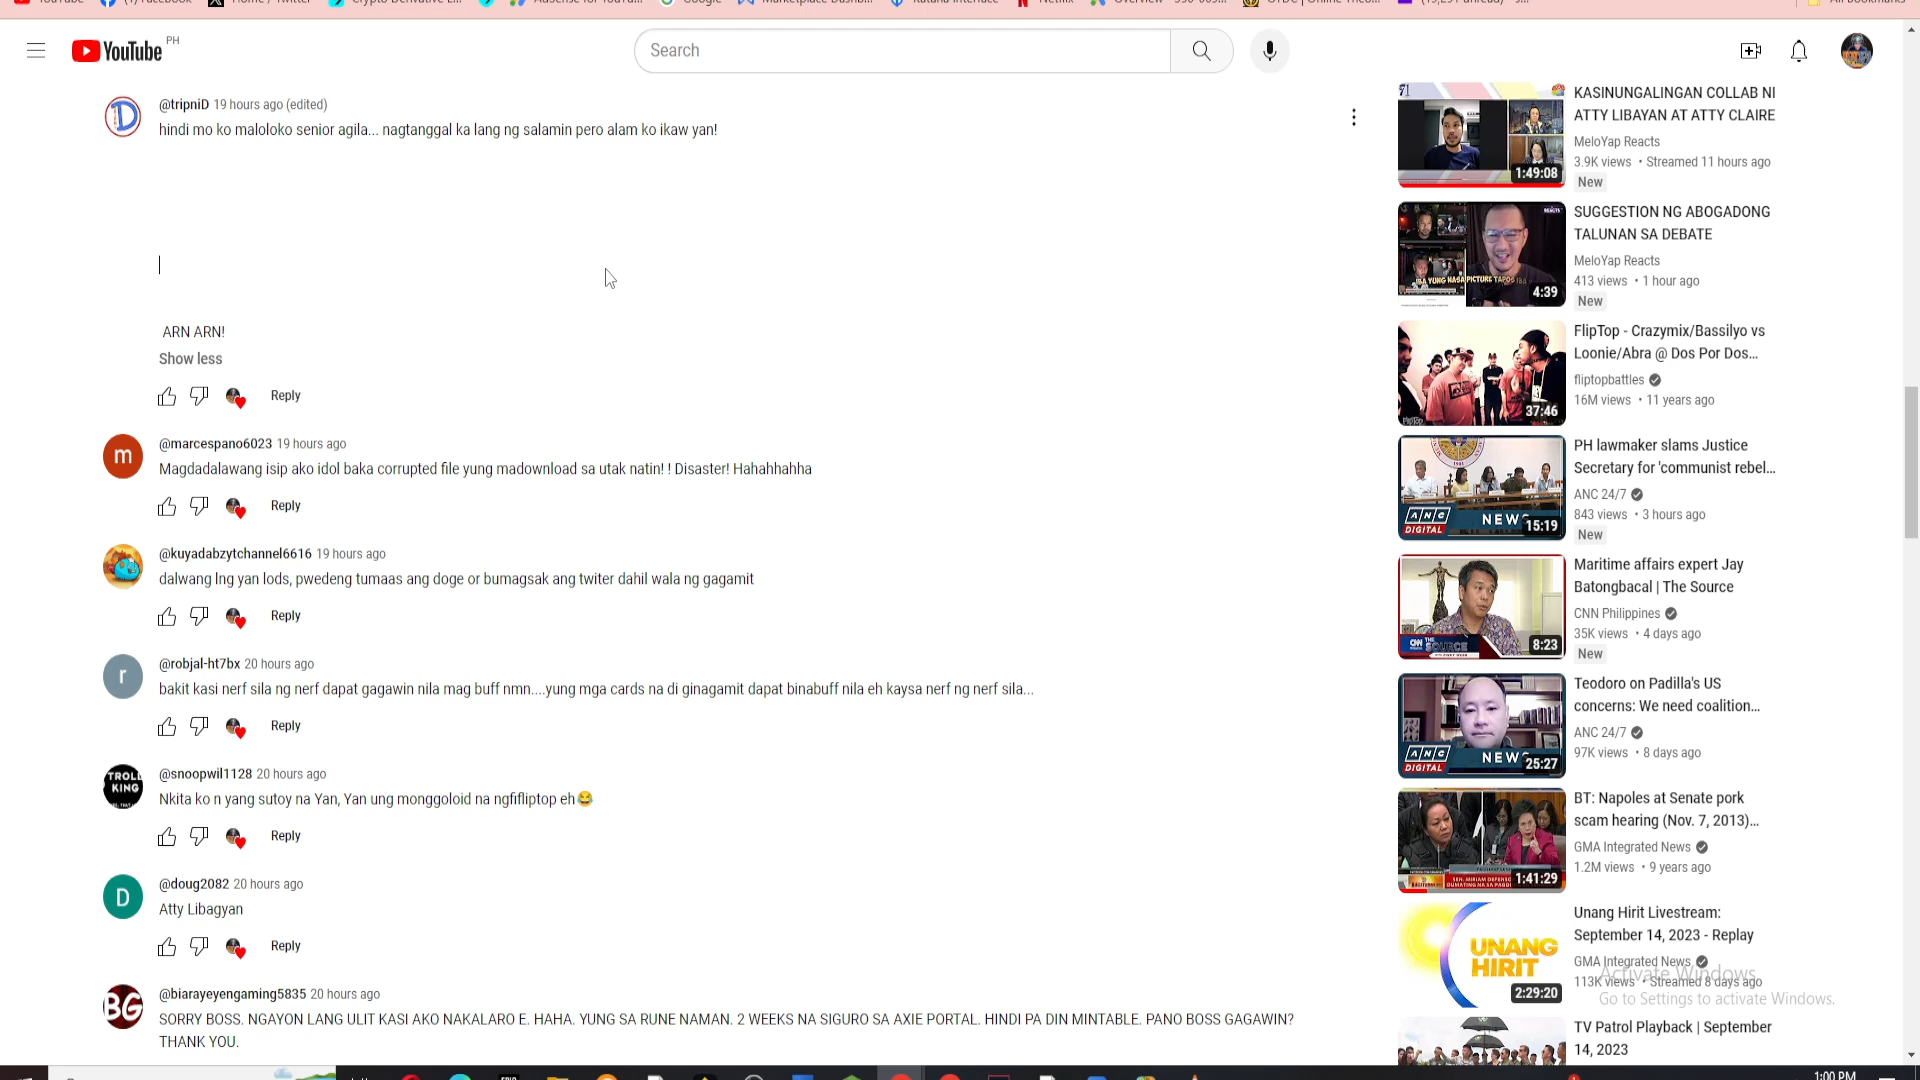 YouTube PH
Search
@tripniD 19 hours ago (edited)
hindi mo ko maloloko senior agila... nagtanggal ka lang ng salamin pero alam ko ikaw yan!
ARN ARN!
Show less
Reply
@marcespano6023 19 hours ago
Magdadalawang isip ako idol baka corrupted file yung madownload sa utak natin! ! Disaster! Hahahhahha
Reply
@kuyadabzytchannel6616 19 hours ago
dalwang lng yan lods, pwedeng tumaas ang doge or bumagsak ang twiter dahil wala ng gagamit
Reply
@robjal-ht7bx 20 hours ago
bakit kasi nerf sila ng nerf dapat gagawin nila mag buff nmn....yung mga cards na di ginagamit dapat binabuff nila eh kaysa nerf ng nerf sila...
Reply
TROLL
KING
@snoopwil1128 20 hours ago
Nkita ko n yang sutoy na Yan, Yan ung monggoloid na ngfifliptop eh😂
Reply
D
@doug2082 20 hours ago
Atty Libagyan
Reply
BG
@biarayeyengaming5835 20 hours ago
SORRY BOSS. NGAYON LANG ULIT KASI AKO NAKALARO E. HAHA. YUNG SA RUNE NAMAN. 2 WEEKS NA SIGURO SA AXIE PORTAL. HINDI PA DIN MINTABLE. PANO BOSS GAGAWIN?
THANK YOU.
1:49:08
KASINUNGALINGAN COLLAB NI
ATTY LIBAYAN AT ATTY CLAIRE
MeloYap Reacts
3.9K views • Streamed 11 hours ago
New
4:39
SUGGESTION NG ABOGADONG
TALUNAN SA DEBATE
MeloYap Reacts
413 views • 1 hour ago
New
37:46
FlipTop - Crazymix/Bassilyo vs
Loonie/Abra @ Dos Por Dos...
fliptopbattles
16M views • 11 years ago
ANC DIGITAL NEWS 15:19
PH lawmaker slams Justice
Secretary for 'communist rebel...
ANC 24/7
843 views • 3 hours ago
New
THE SOURCE 8:23
Maritime affairs expert Jay
Batongbacal | The Source
CNN Philippines
35K views • 4 days ago
New
ANC DIGITAL NEWS 25:27
Teodoro on Padilla's US
concerns: We need coalition...
ANC 24/7
97K views • 8 days ago
1:41:29
BT: Napoles at Senate pork
scam hearing (Nov. 7, 2013)...
GMA Integrated News
1.2M views • 9 years ago
UNANG
HIRIT
2:29:20
Unang Hirit Livestream:
September 14, 2023 - Replay
GMA Integrated News
113K views • Streamed 8 days ago
Activate Windows
Go to Settings to activate Windows.
TV Patrol Playback | September
14, 2023
1:00 PM